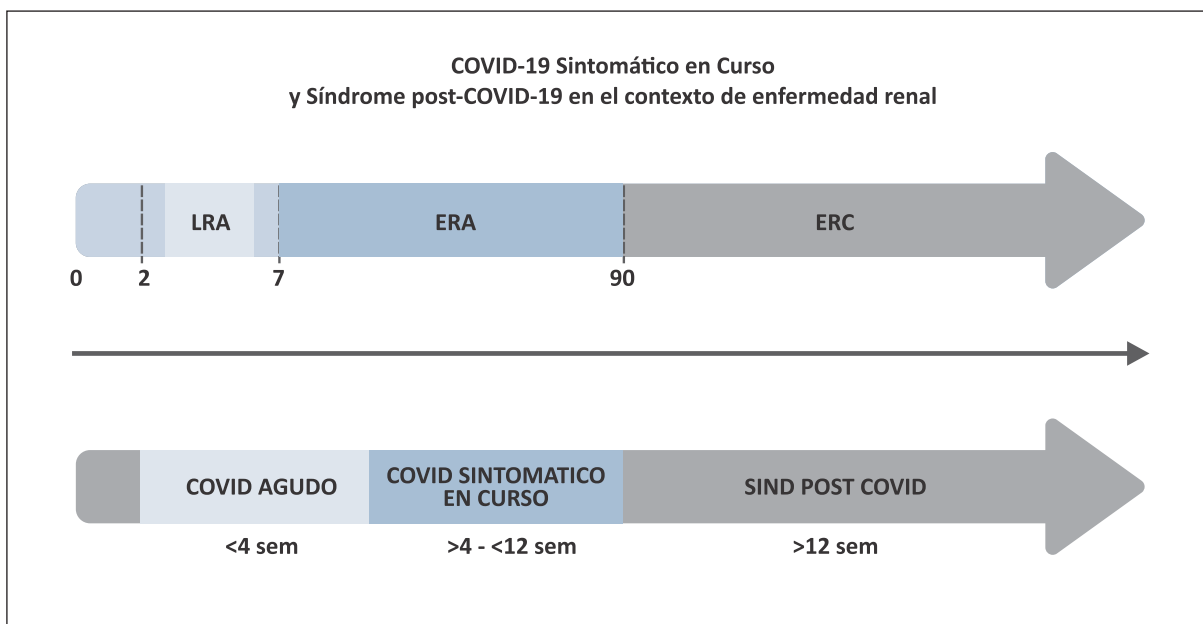 COVID-19 Sintomático en Curso
y Síndrome post-COVID-19 en el contexto de enfermedad renal
LRA ERA ERC
0 2 7 90
COVID AGUDO
COVID SINTOMATICO
EN CURSO
SIND POST COVID
<4 sem >4 - <12 sem >12 sem